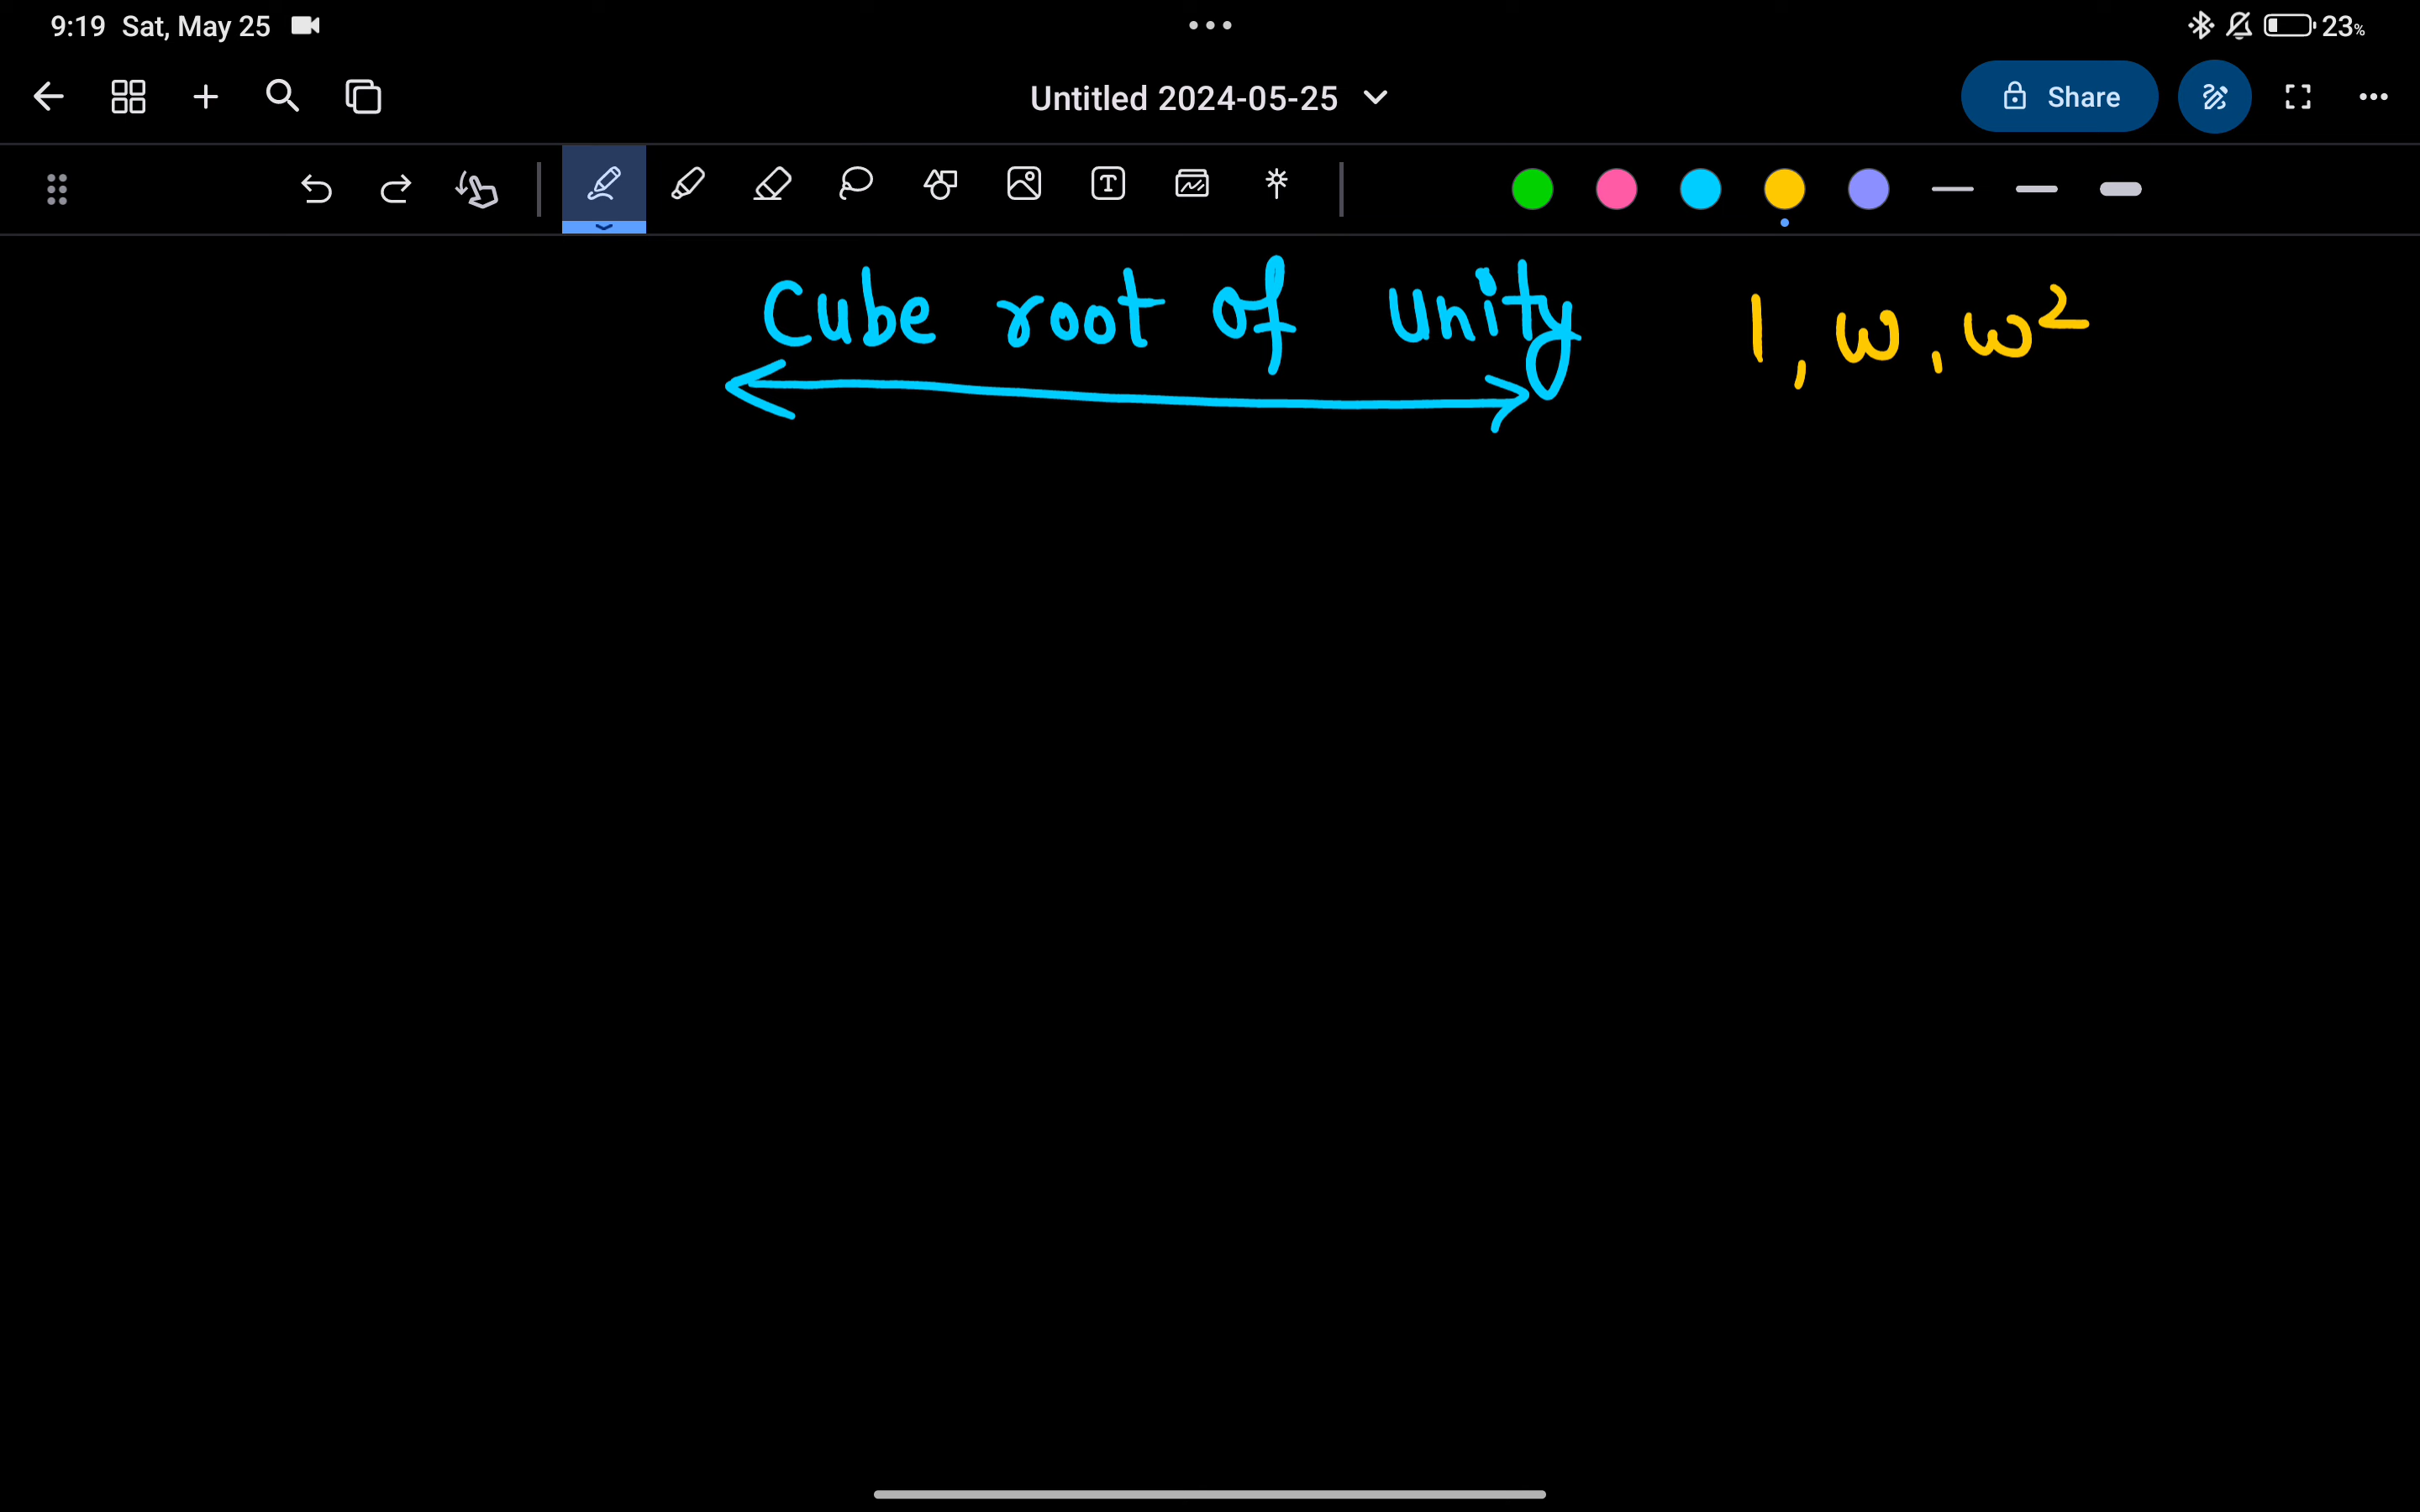 9:19 Sat, May 25 23%
Untitled 2024-05-25 Share
T
Cube root of Unity 1, ω, ω²